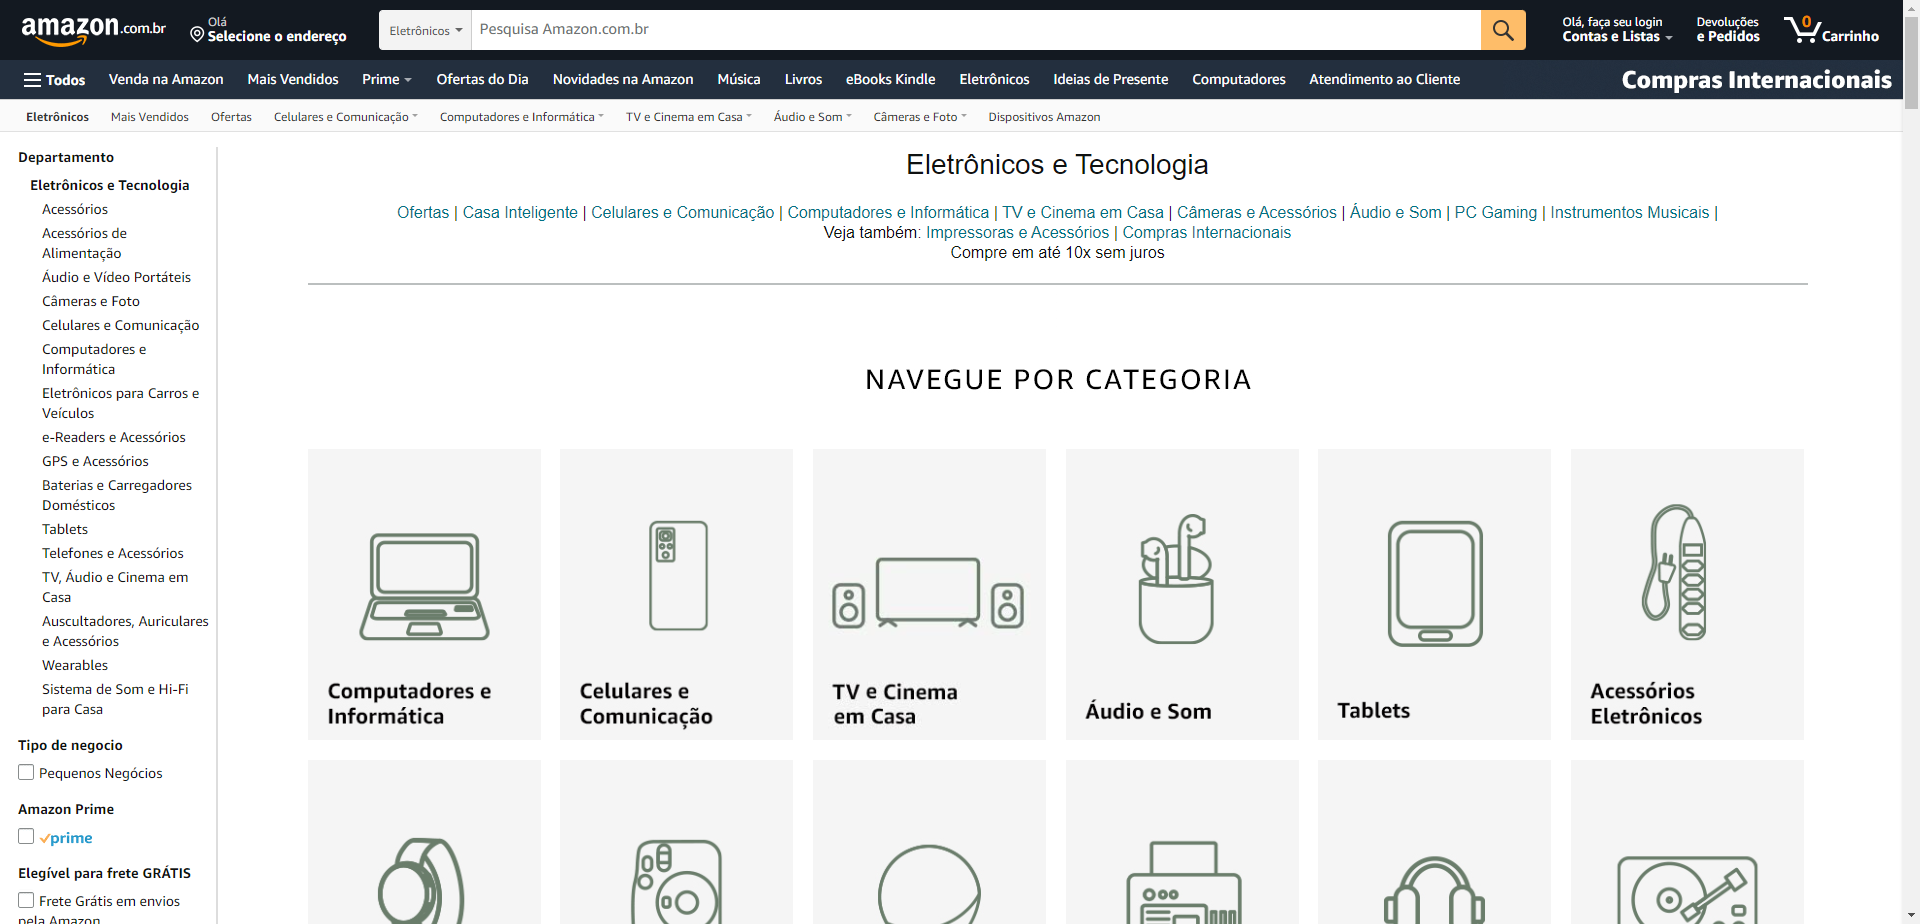 amazon.com.br
Olá
Selecione o endereço
Eletrônicos
Pesquisa Amazon.com.br
Olá, faça seu login
Contas e Listas
Devoluções
e Pedidos
0
Carrinho
Todos
Venda na Amazon
Mais Vendidos
Prime
Ofertas do Dia
Novidades na Amazon
Música
Livros
eBooks Kindle
Eletrônicos
Ideias de Presente
Computadores
Atendimento ao Cliente
Compras Internacionais
Eletrônicos
Mais Vendidos
Ofertas
Celulares e Comunicação
Computadores e Informática
TV e Cinema em Casa
Áudio e Som
Câmeras e Foto
Dispositivos Amazon
Departamento
Eletrônicos e Tecnologia
Acessórios
Acessórios de
Alimentação
Áudio e Vídeo Portáteis
Câmeras e Foto
Celulares e Comunicação
Computadores e
Informática
Eletrônicos para Carros e
Veículos
e-Readers e Acessórios
GPS e Acessórios
Baterias e Carregadores
Domésticos
Tablets
Telefones e Acessórios
TV, Áudio e Cinema em
Casa
Auscultadores, Auriculares
e Acessórios
Wearables
Sistema de Som e Hi-Fi
para Casa
Tipo de negocio
Pequenos Negócios
Amazon Prime
prime
Elegível para frete GRÁTIS
Frete Grátis em envios
pela Amazon
Eletrônicos e Tecnologia
Ofertas | Casa Inteligente | Celulares e Comunicação | Computadores e Informática | TV e Cinema em Casa | Câmeras e Acessórios | Áudio e Som | PC Gaming | Instrumentos Musicais |
Veja também: Impressoras e Acessórios | Compras Internacionais
Compre em até 10x sem juros
NAVEGUE POR CATEGORIA
Computadores e
Informática
Celulares e
Comunicação
TV e Cinema
em Casa
Áudio e Som
Tablets
Acessórios
Eletrônicos